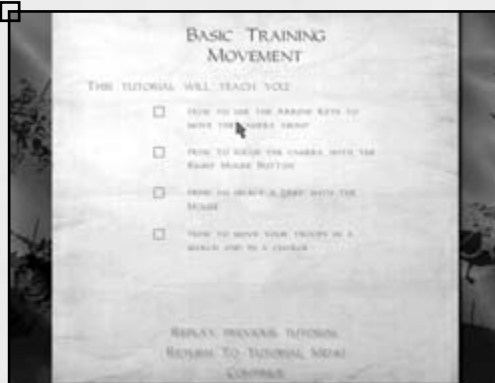 Basic Training
Movement
This tutorial will teach you:
How to use the Arrow Keys to
move the camera about
How to focus the camera with the
Right Mouse Button
How to select a unit with the
Mouse
How to move your troops in a
march and in a charge
Replay previous tutorial
Return To Tutorial Menu
Continue